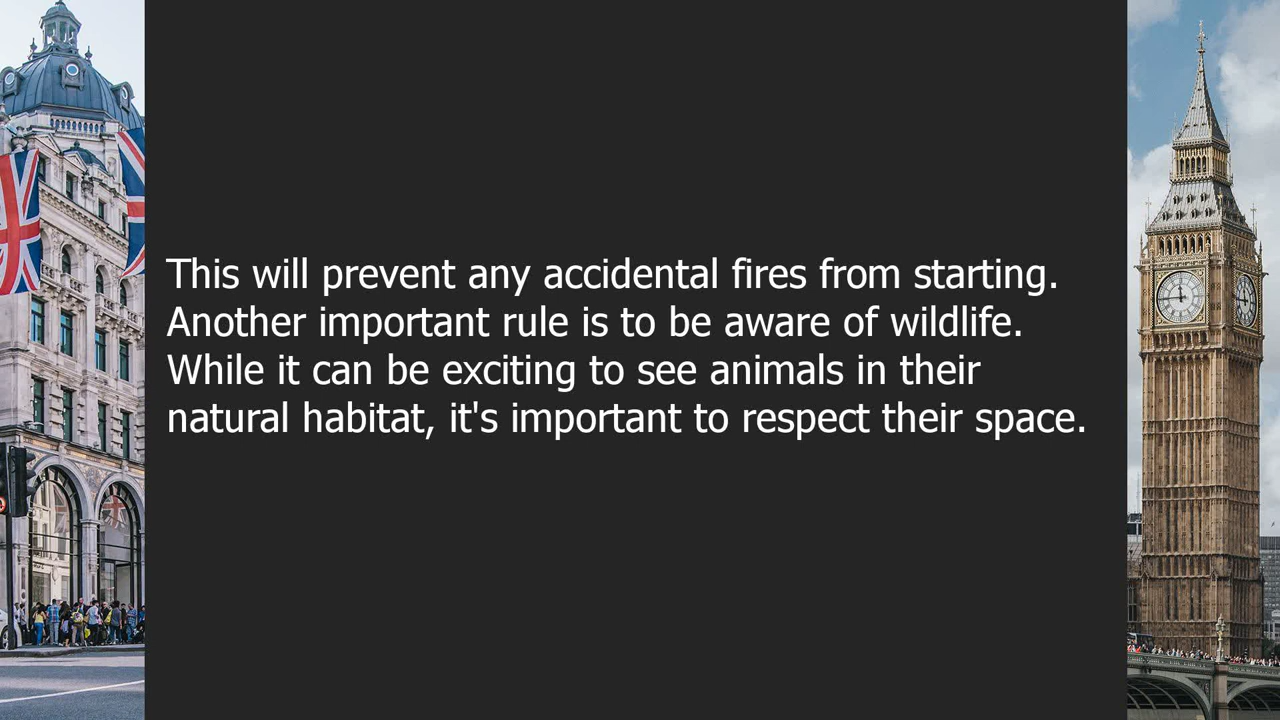 This will prevent any accidental fires from starting.
Another important rule is to be aware of wildlife.
While it can be exciting to see animals in their
natural habitat, it's important to respect their space.